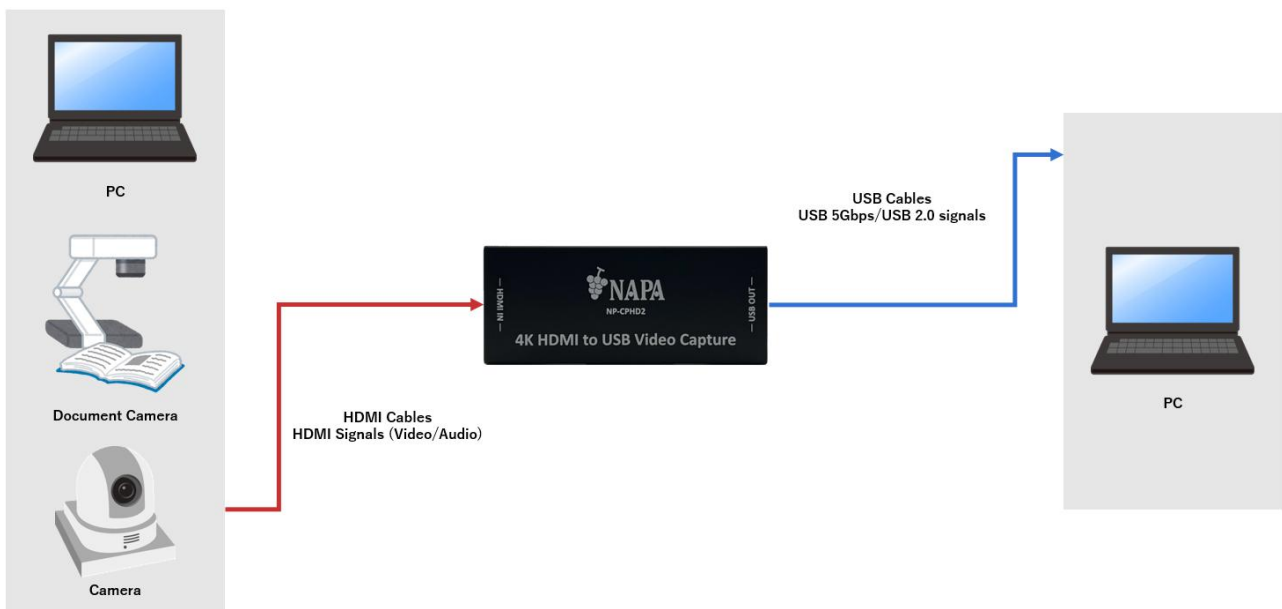 PC
Document Camera
Camera
HDMI Cables
HDMI Signals (Video/Audio)
— HDMI IN —
NAPA
NP-CPHD2
4K HDMI to USB Video Capture
— USB OUT —
USB Cables
USB 5Gbps/USB 2.0 signals
PC